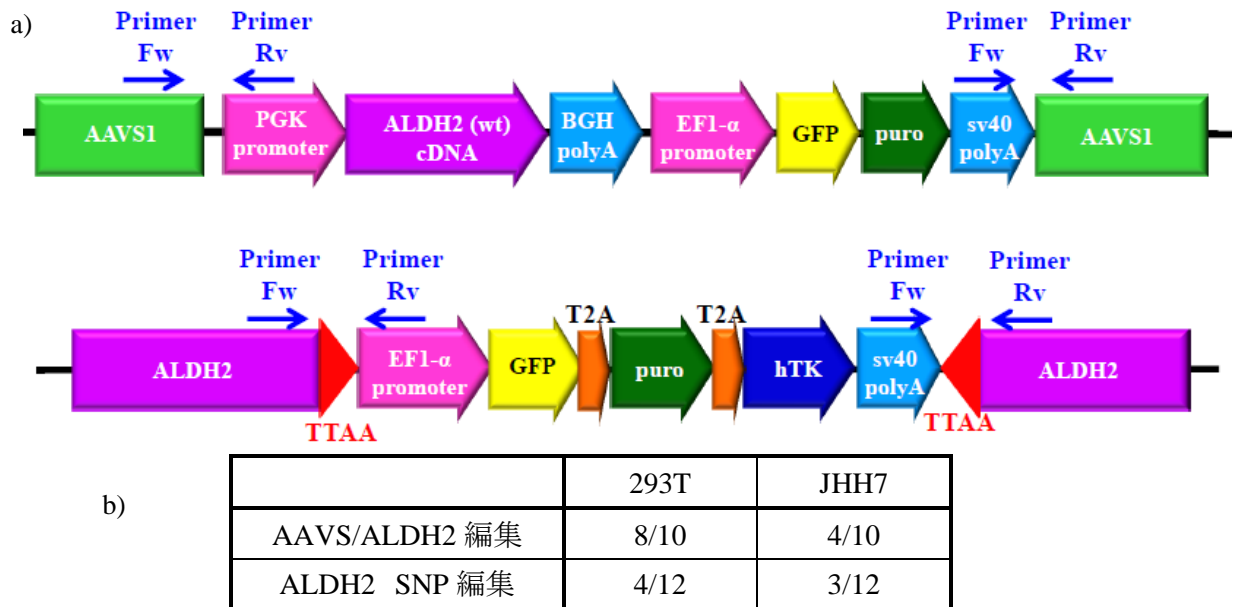 a)
Primer Fw
Primer Rv
Primer Fw
Primer Rv
AAVS1
PGK promoter
ALDH2 (wt) cDNA
BGH polyA
EF1-α promoter
GFP
puro
sv40 polyA
AAVS1
Primer Fw
Primer Rv
Primer Fw
Primer Rv
T2A
T2A
ALDH2
EF1-α promoter
GFP
puro
hTK
sv40 polyA
ALDH2
TTAA
TTAA
b)
293T JHH7
AAVS/ALDH2 編集 8/10 4/10
ALDH2 SNP 編集 4/12 3/12